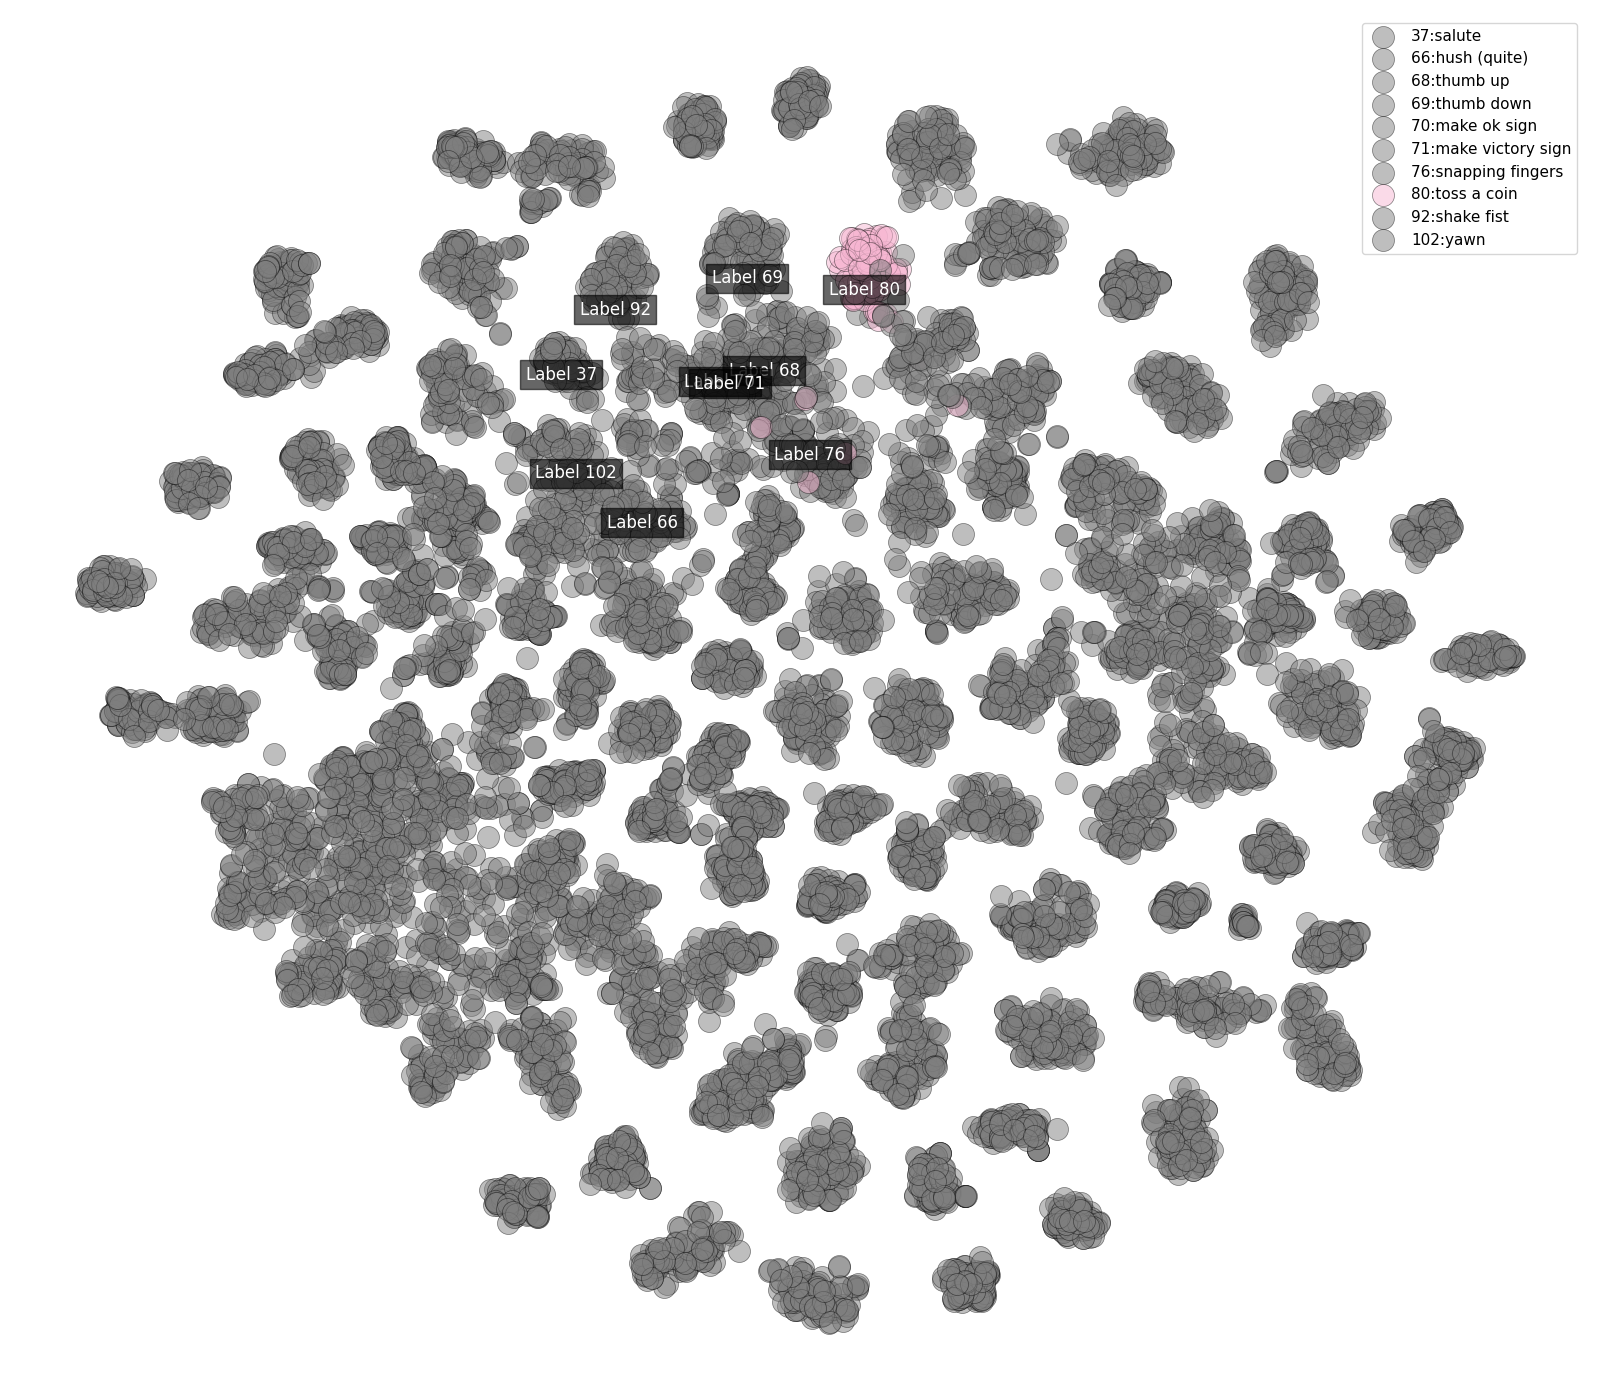 37:salute
66:hush (quite)
68:thumb up
69:thumb down
70:make ok sign
71:make victory sign
76:snapping fingers
80:toss a coin
92:shake fist
102:yawn
Label 69
Label 80
Label 92
Label 68
Label 37
Label 71
Label 76
Label 102
Label 66